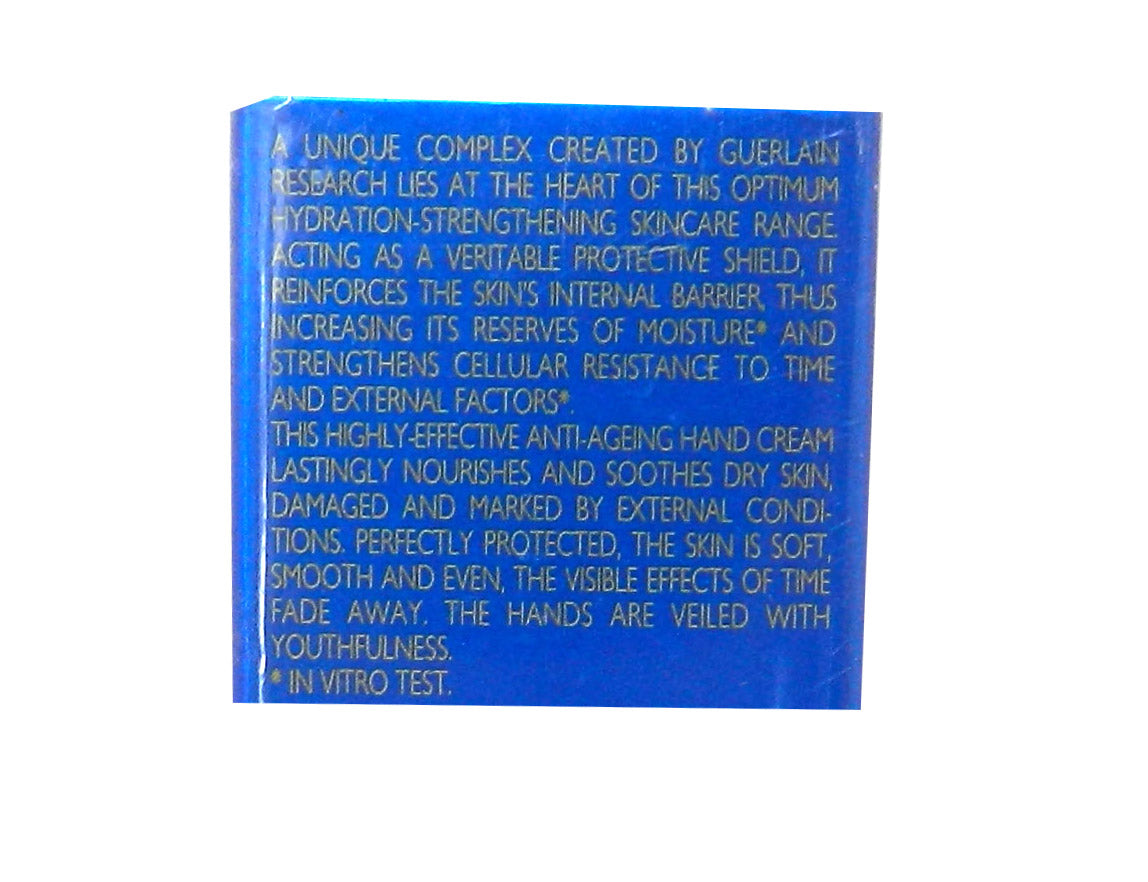 A UNIQUE COMPLEX CREATED BY GUERLAIN
RESEARCH LIES AT THE HEART OF THIS OPTIMUM
HYDRATION-STRENGTHENING SKINCARE RANGE.
ACTING AS A VERITABLE PROTECTIVE SHIELD, IT
REINFORCES THE SKIN'S INTERNAL BARRIER, THUS
INCREASING ITS RESERVES OF MOISTURE* AND
STRENGTHENS CELLULAR RESISTANCE TO TIME
AND EXTERNAL FACTORS*.
THIS HIGHLY-EFFECTIVE ANTI-AGEING HAND CREAM
LASTINGLY NOURISHES AND SOOTHES DRY SKIN,
DAMAGED AND MARKED BY EXTERNAL CONDI-
TIONS. PERFECTLY PROTECTED, THE SKIN IS SOFT,
SMOOTH AND EVEN, THE VISIBLE EFFECTS OF TIME
FADE AWAY. THE HANDS ARE VEILED WITH
YOUTHFULNESS.
* IN VITRO TEST.